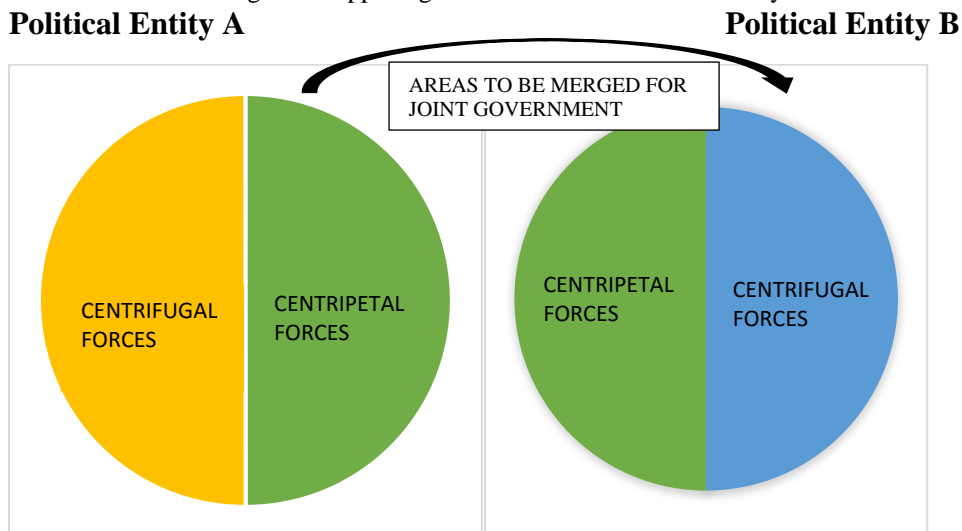 Political Entity A
Political Entity B
AREAS TO BE MERGED FOR
JOINT GOVERNMENT
CENTRIFUGAL
FORCES
CENTRIPETAL
FORCES
CENTRIPETAL
FORCES
CENTRIFUGAL
FORCES